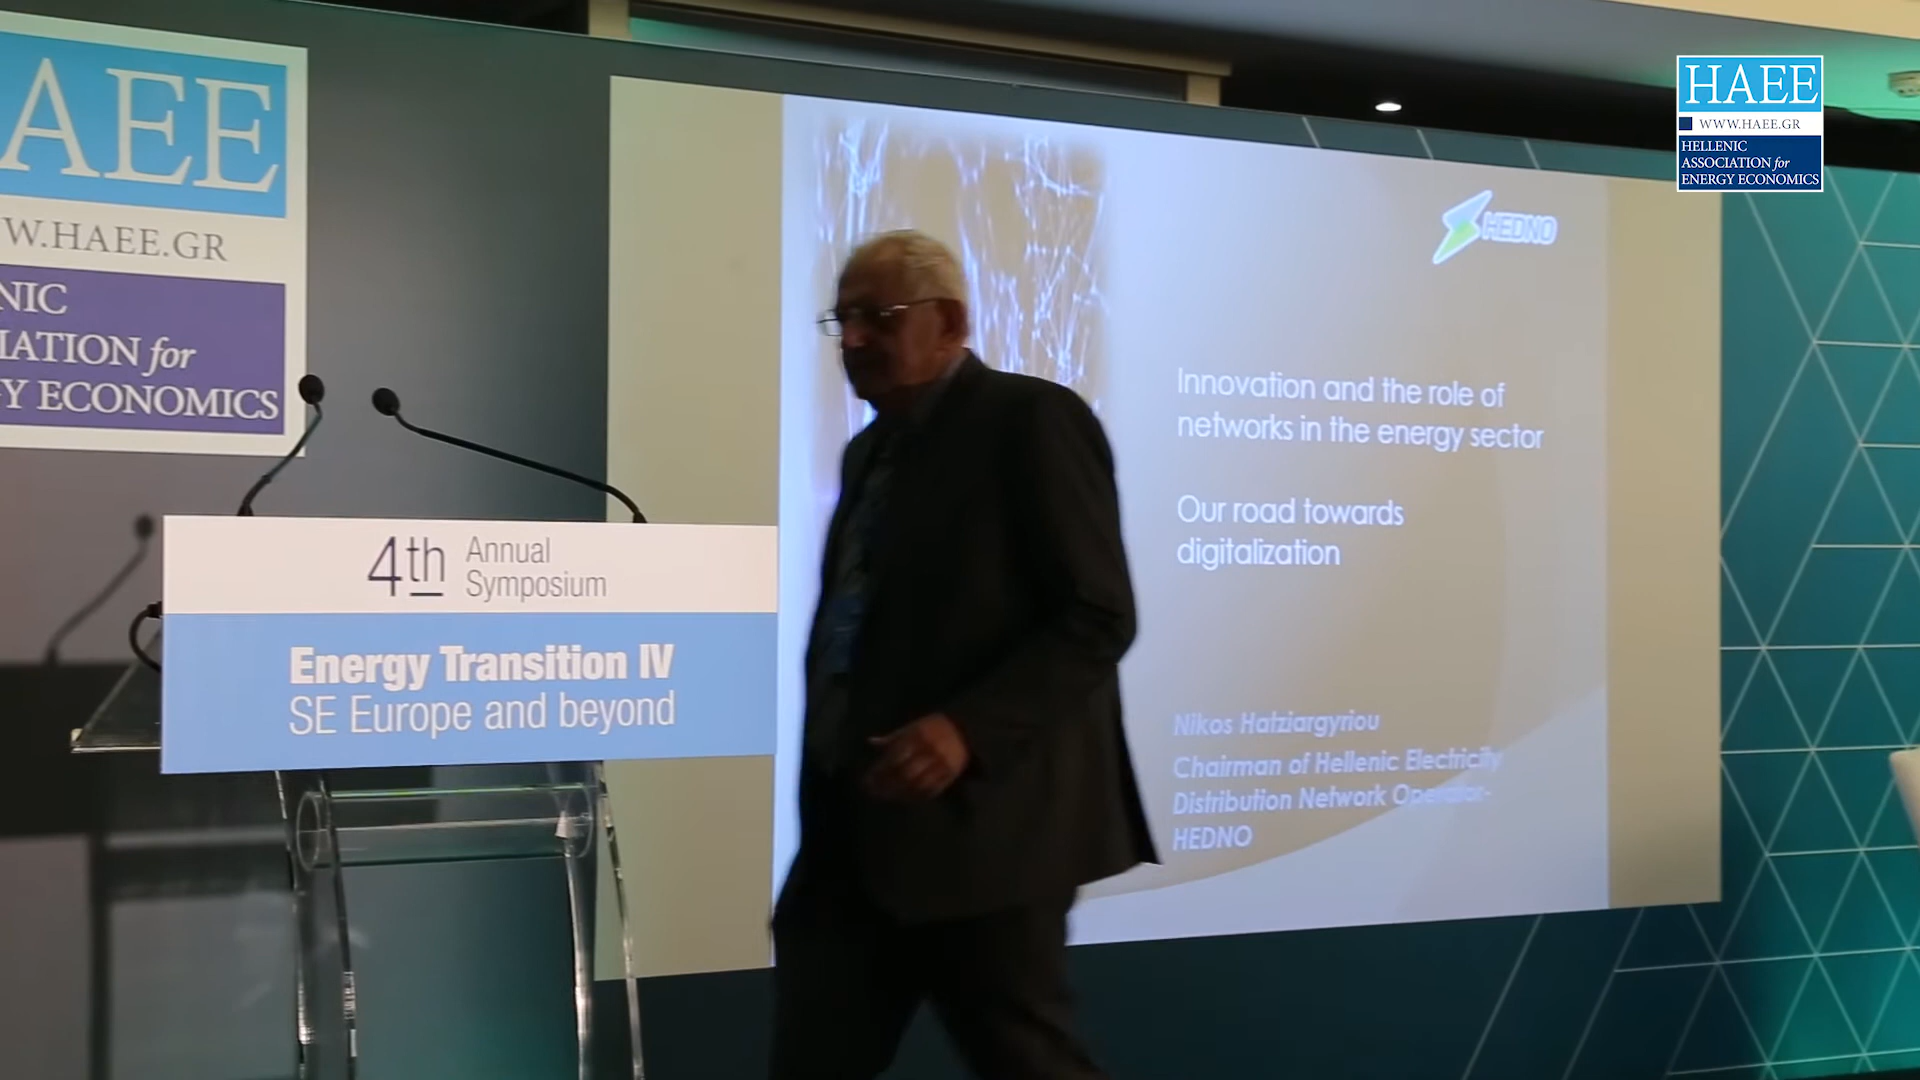 AEE
W.HAEE.GR
NIC
IATION for
Y ECONOMICS
4th Annual
Symposium
Energy Transition IV
SE Europe and beyond
HEDNO
Innovation and the role of
networks in the energy sector
Our road towards
digitalization
Nikos Hatziargyriou
Chairman of Hellenic Electricity
Distribution Network Operator-
HEDNO
HAEE
WWW.HAEE.GR
HELLENIC
ASSOCIATION for
ENERGY ECONOMICS